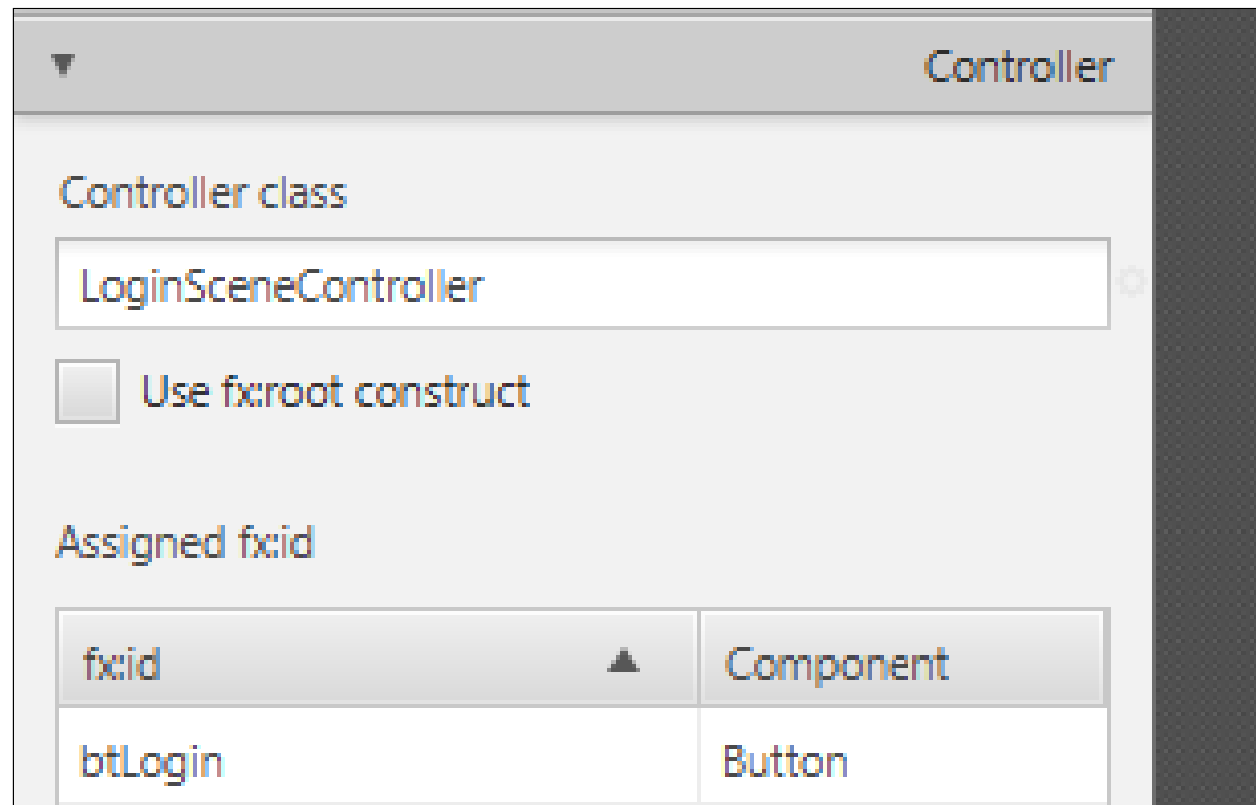 Controller
Controller class
LoginSceneController
Use fx:root construct
Assigned fx:id
fx:id Component
btLogin Button